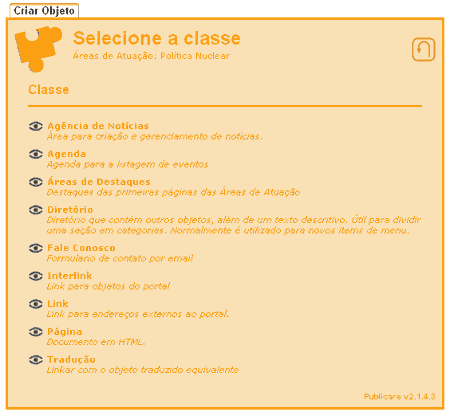 Criar Objeto
Selecione a classe
Áreas de Atuação: Política Nuclear
Classe
Agência de Notícias
Área para criação e gerenciamento de notícias.
Agenda
Agenda para a listagem de eventos
Áreas de Destaques
Destaques das primeiras páginas das Áreas de Atuação
Diretório
Diretório que contém outros objetos, além de um texto descritivo. Útil para dividir
uma seção em categorias. Normalmente é utilizado para novos items de menu.
Fale Conosco
Formulario de contato por email
Interlink
Link para objetos do portal
Link
Link para endereços externos ao portal.
Página
Documento em HTML.
Tradução
Linkar com o objeto traduzido equivalente
Publicare v2.1.4.3